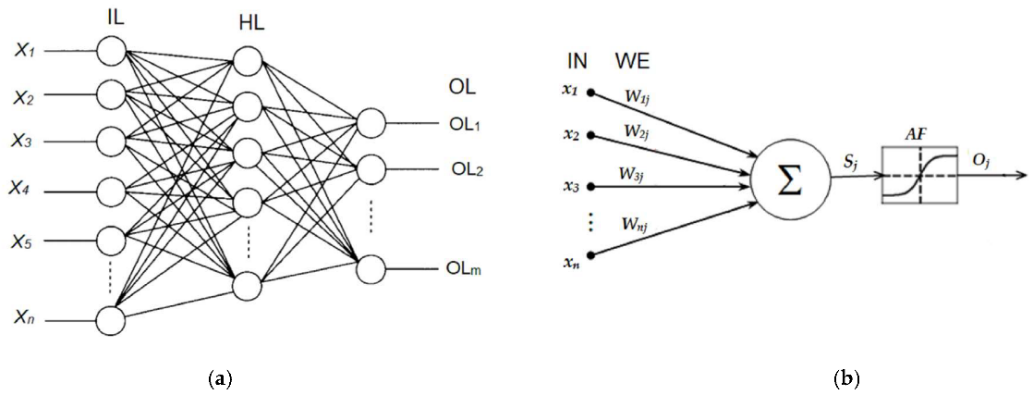 IL
HL
X1
X2
X3
X4
X5
Xn
OL
OL1
OL2
OLm
(a)
IN WE
x1
x2
x3
xn
W1j
W2j
W3j
Wnj
Σ
Sj
AF
Oj
(b)